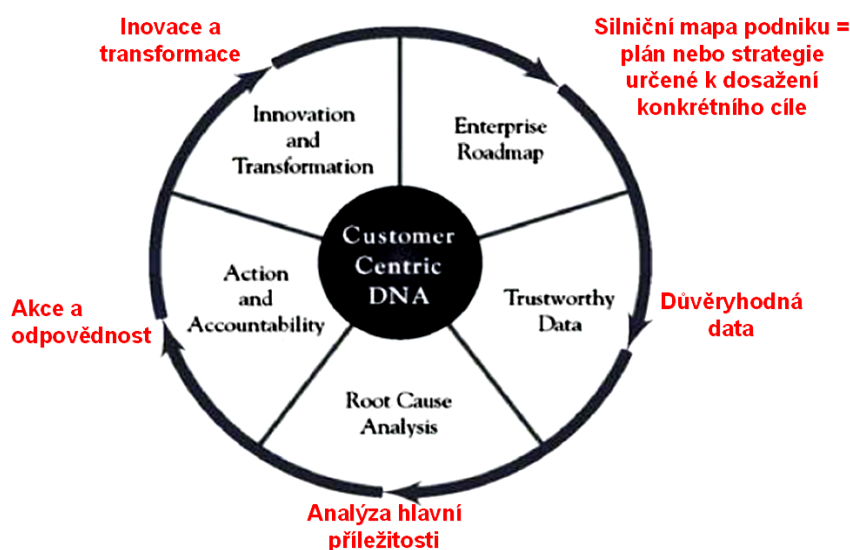 Inovace a
transformace
Silniční mapa podniku =
plán nebo strategie
určené k dosažení
konkrétního cíle
Innovation
and
Transformation
Enterprise
Roadmap
Customer
Centric
DNA
Action
and
Accountability
Trustworthy
Data
Akce a
odpovědnost
Důvěryhodná
data
Root Cause
Analysis
Analýza hlavní
příležitosti